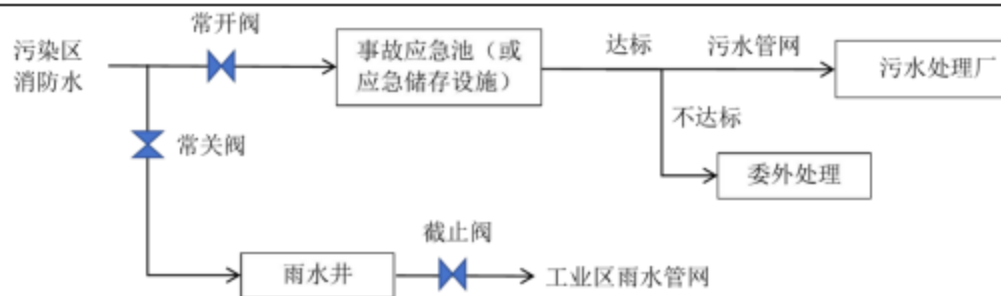 常开阀
污染区
消防水
事故应急池（或
应急储存设施）
达标
污水管网
污水处理厂
不达标
常关阀
委外处理
截止阀
雨水井
工业区雨水管网